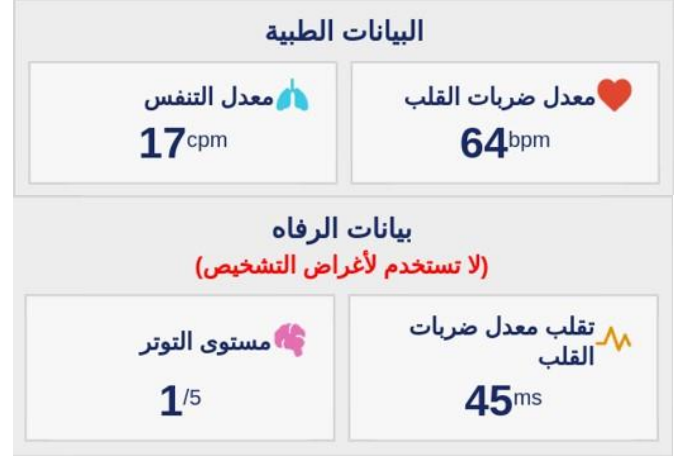 البيانات الطبية
معدل ضربات القلب
64bpm
معدل التنفس
17cpm
بيانات الرفاه
(لا تستخدم لأغراض التشخيص)
تقلب معدل ضربات
القلب
45ms
مستوى التوتر
1/5